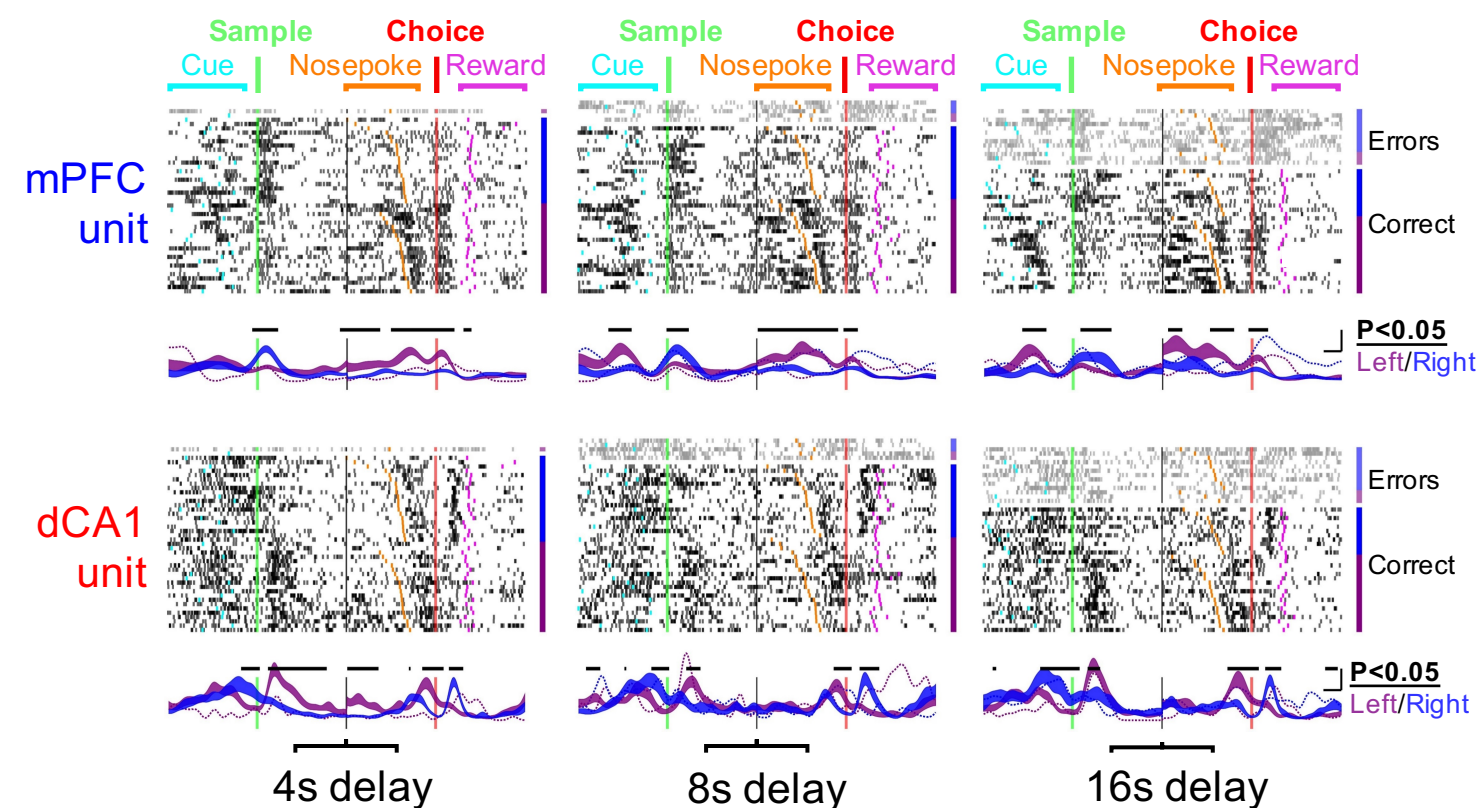 Sample Choice Sample Choice Sample Choice
Cue Nosepoke Reward Cue Nosepoke Reward Cue Nosepoke Reward
mPFC
unit
Errors
Correct
P<0.05
Left/Right
dCA1
unit
Errors
Correct
P<0.05
Left/Right
4s delay 8s delay 16s delay